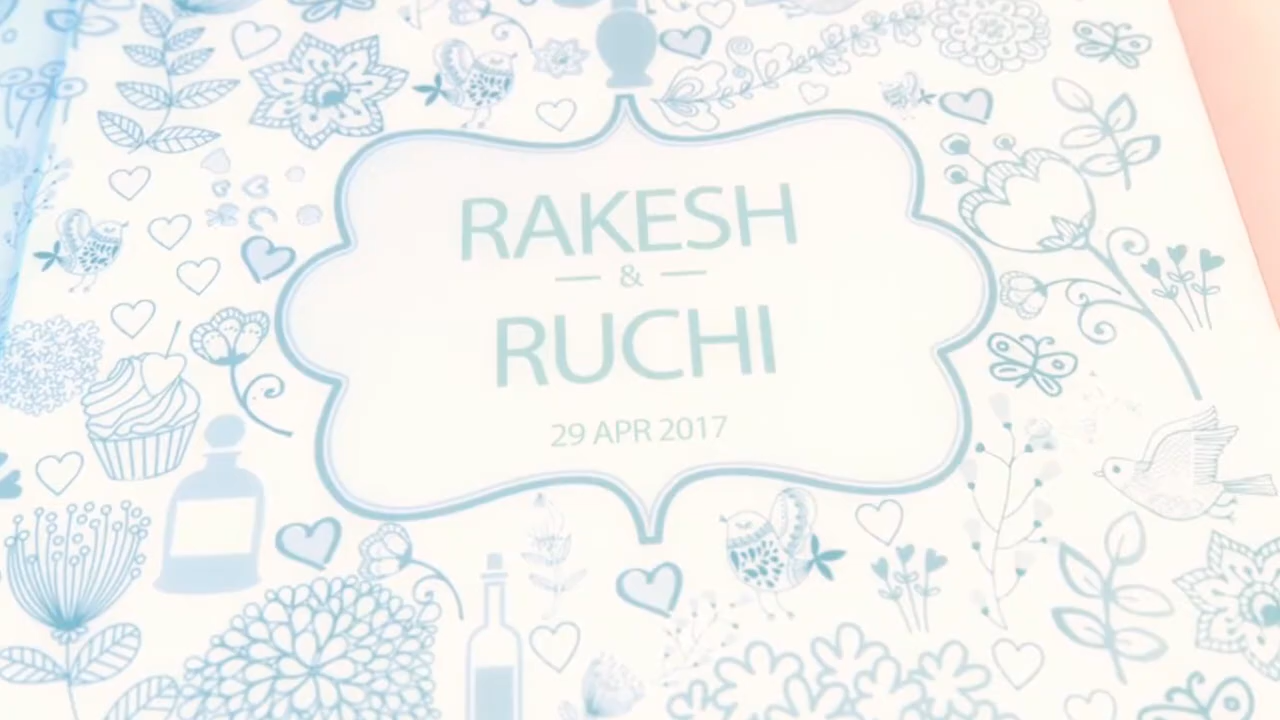 RAKESH
— & —
RUCHI
29 APR 2017